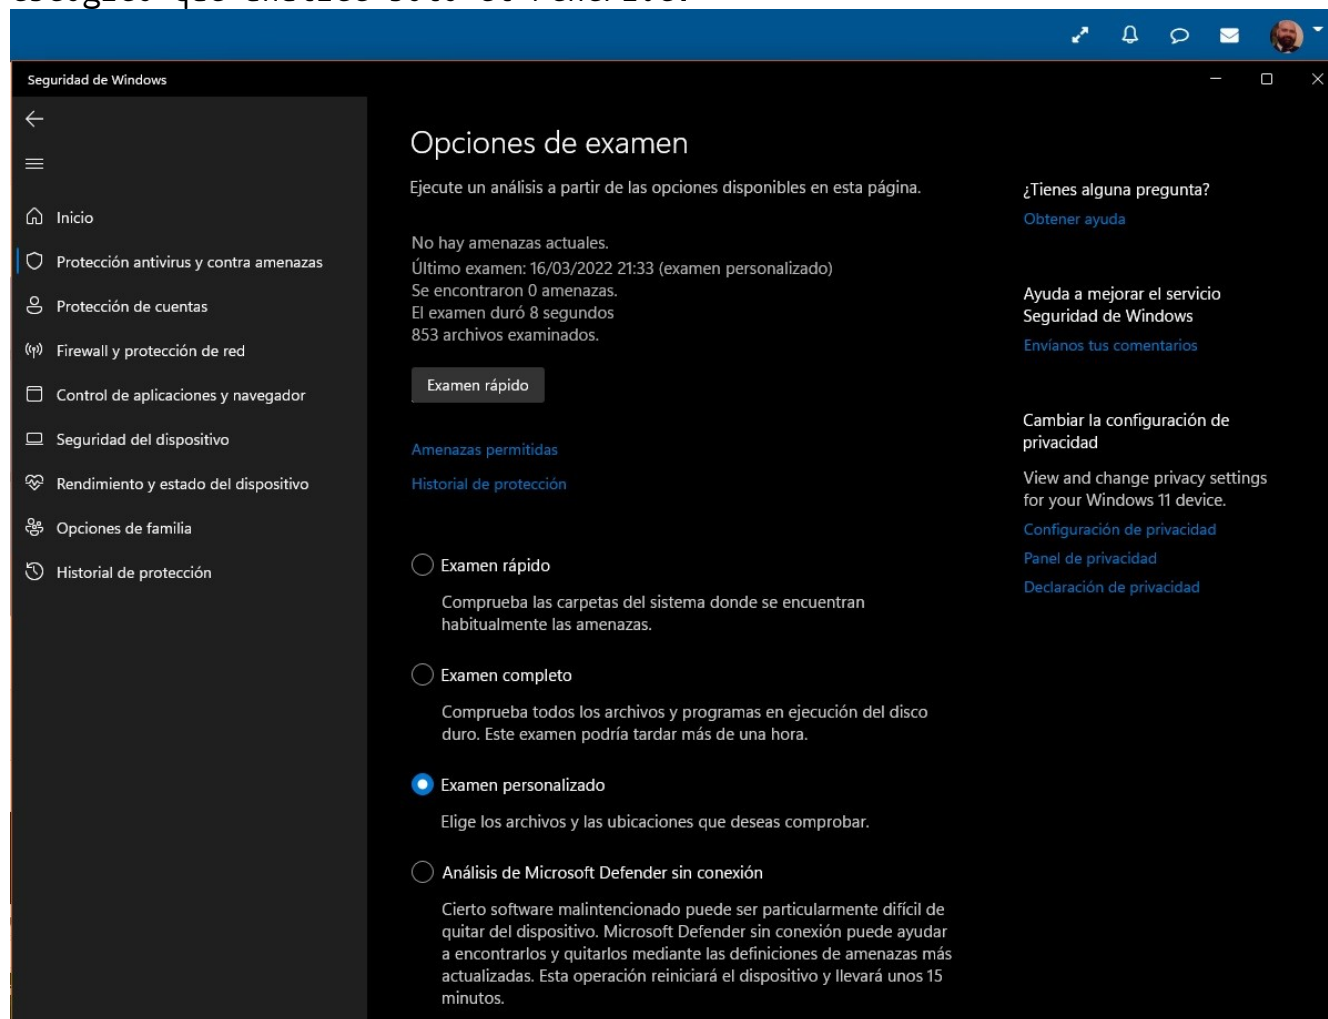 Seguridad de Windows
Inicio
Protección antivirus y contra amenazas
Protección de cuentas
Firewall y protección de red
Control de aplicaciones y navegador
Seguridad del dispositivo
Rendimiento y estado del dispositivo
Opciones de familia
Historial de protección
Opciones de examen
Ejecute un análisis a partir de las opciones disponibles en esta página.
No hay amenazas actuales.
Último examen: 16/03/2022 21:33 (examen personalizado)
Se encontraron 0 amenazas.
El examen duró 8 segundos
853 archivos examinados.
Examen rápido
Amenazas permitidas
Historial de protección
Examen rápido
Comprueba las carpetas del sistema donde se encuentran
habitualmente las amenazas.
Examen completo
Comprueba todos los archivos y programas en ejecución del disco
duro. Este examen podría tardar más de una hora.
Examen personalizado
Elige los archivos y las ubicaciones que deseas comprobar.
Análisis de Microsoft Defender sin conexión
Cierto software malintencionado puede ser particularmente difícil de
quitar del dispositivo. Microsoft Defender sin conexión puede ayudar
a encontrarlos y quitarlos mediante las definiciones de amenazas más
actualizadas. Esta operación reiniciará el dispositivo y llevará unos 15
minutos.
¿Tienes alguna pregunta?
Obtener ayuda
Ayuda a mejorar el servicio
Seguridad de Windows
Envíanos tus comentarios
Cambiar la configuración de
privacidad
View and change privacy settings
for your Windows 11 device.
Configuración de privacidad
Panel de privacidad
Declaración de privacidad